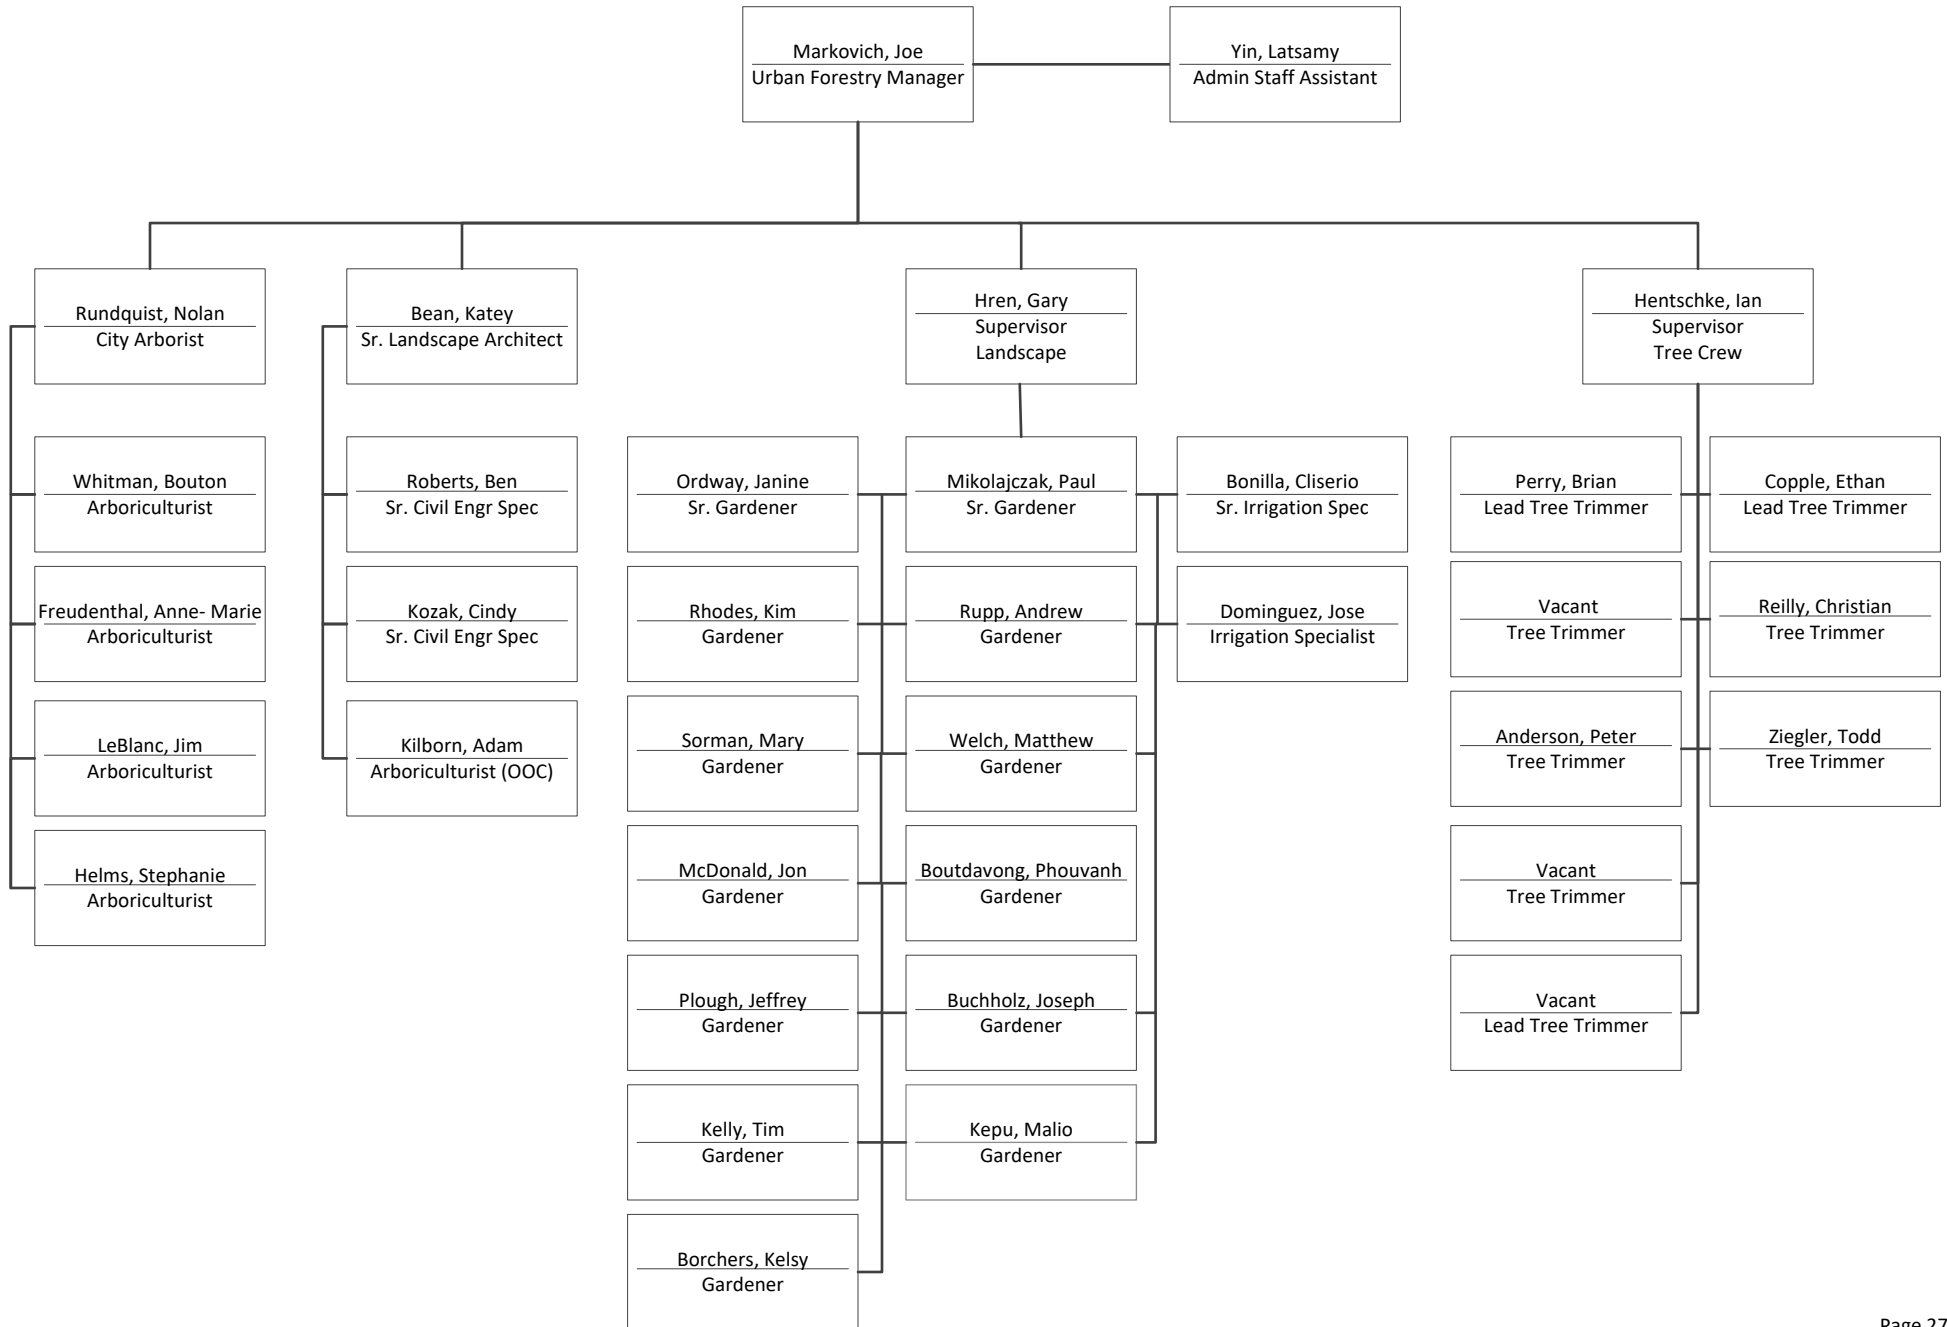 Markovich, Joe
Urban Forestry Manager
Yin, Latsamy
Admin Staff Assistant
Rundquist, Nolan
City Arborist
Bean, Katey
Sr. Landscape Architect
Hren, Gary
Supervisor
Landscape
Hentschke, Ian
Supervisor
Tree Crew
Whitman, Bouton
Arboriculturist
Roberts, Ben
Sr. Civil Engr Spec
Ordway, Janine
Sr. Gardener
Mikolajczak, Paul
Sr. Gardener
Bonilla, Cliserio
Sr. Irrigation Spec
Perry, Brian
Lead Tree Trimmer
Copple, Ethan
Lead Tree Trimmer
Freudenthal, Anne- Marie
Arboriculturist
Kozak, Cindy
Sr. Civil Engr Spec
Rhodes, Kim
Gardener
Rupp, Andrew
Gardener
Dominguez, Jose
Irrigation Specialist
Vacant
Tree Trimmer
Reilly, Christian
Tree Trimmer
LeBlanc, Jim
Arboriculturist
Kilborn, Adam
Arboriculturist (OOC)
Sorman, Mary
Gardener
Welch, Matthew
Gardener
Anderson, Peter
Tree Trimmer
Ziegler, Todd
Tree Trimmer
Helms, Stephanie
Arboriculturist
McDonald, Jon
Gardener
Boutdavong, Phouvanh
Gardener
Vacant
Tree Trimmer
Plough, Jeffrey
Gardener
Buchholz, Joseph
Gardener
Vacant
Lead Tree Trimmer
Kelly, Tim
Gardener
Kepu, Malio
Gardener
Borchers, Kelsy
Gardener
Page 27